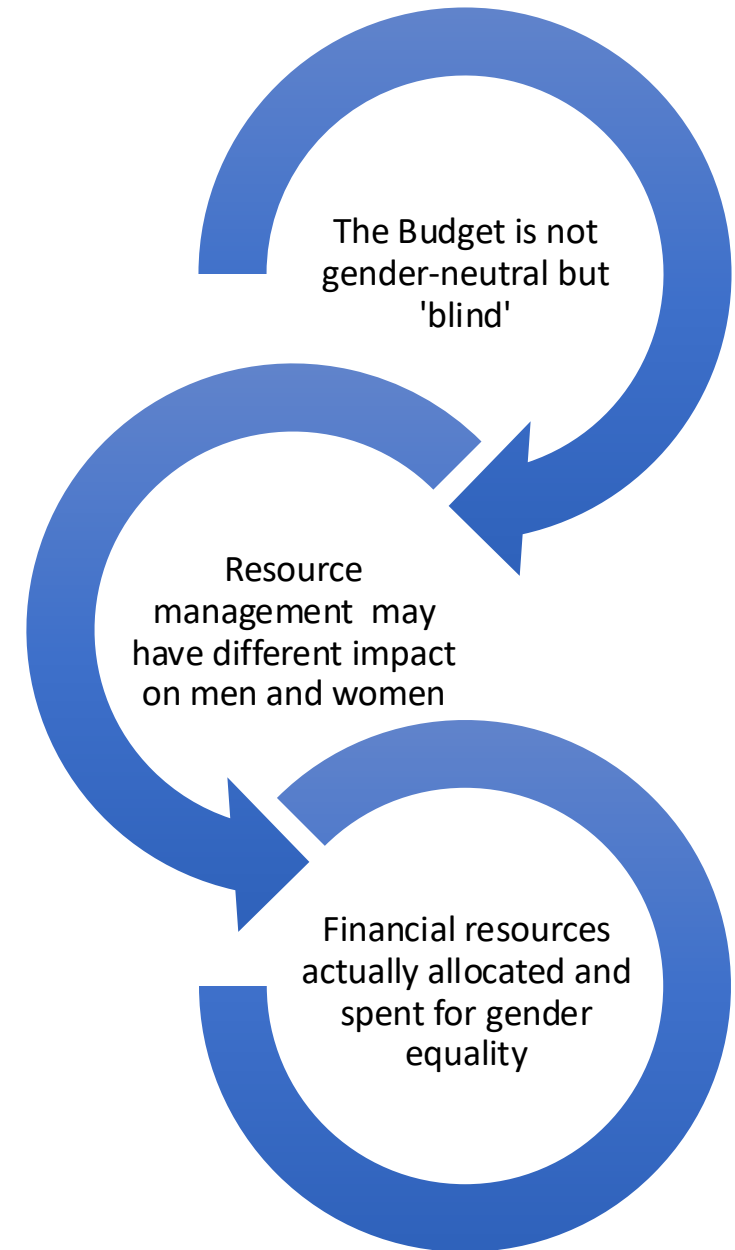 The Budget is not
gender-neutral but
'blind'
Resource
management  may
have different impact
on men and women
Financial resources
actually allocated and
spent for gender
equality